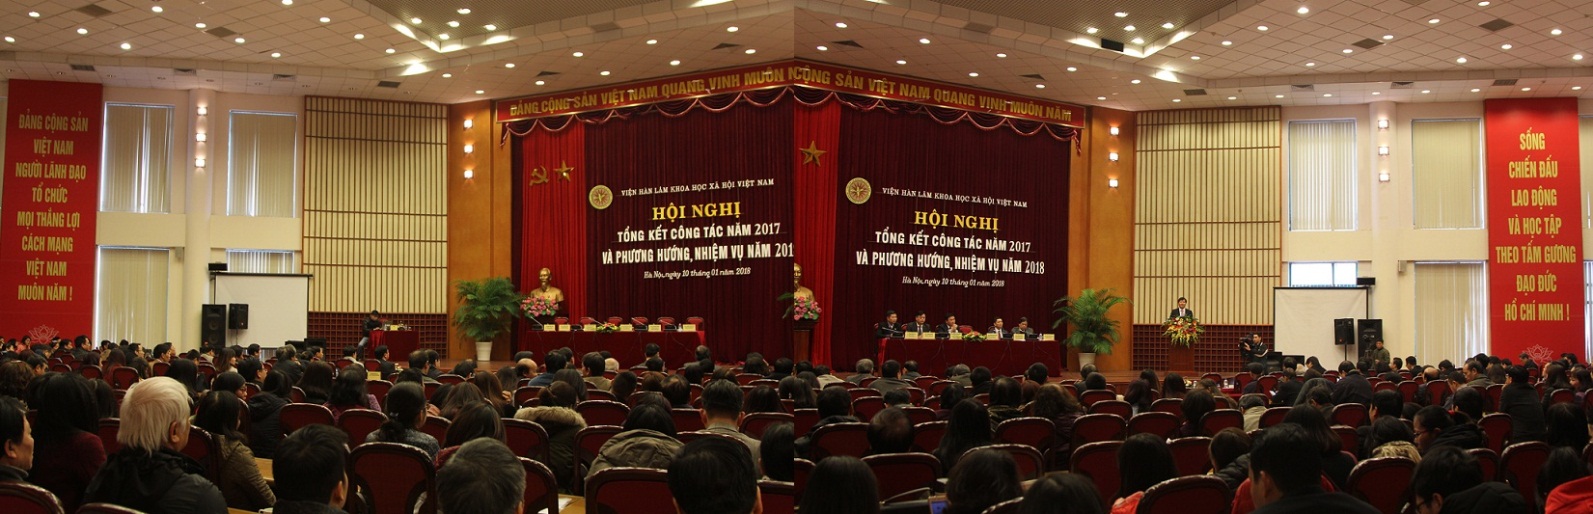 ĐẢNG CỘNG SẢN
VIỆT NAM
NGƯỜI LÃNH ĐẠO
TỔ CHỨC
MỌI THẮNG LỢI
CÁCH MẠNG
VIỆT NAM
MUÔN NĂM !
ĐẢNG CỘNG SẢN VIỆT NAM QUANG VINH MUÔN N
VIỆN HÀN LÂM KHOA HỌC XÃ HỘI VIỆT NAM
HỘI NGHỊ
TỔNG KẾT CÔNG TÁC NĂM 2017
VÀ PHƯƠNG HƯỚNG, NHIỆM VỤ NĂM 201
Hà Nội, ngày 10 tháng 01 năm 2018
CỘNG SẢN VIỆT NAM QUANG VINH MUÔN NĂM
VIỆN HÀN LÂM KHOA HỌC XÃ HỘI VIỆT NAM
HỘI NGHỊ
TỔNG KẾT CÔNG TÁC NĂM 2017
VÀ PHƯƠNG HƯỚNG, NHIỆM VỤ NĂM 2018
Hà Nội, ngày 10 tháng 01 năm 2018
SỐNG
CHIẾN ĐẤU
LAO ĐỘNG
VÀ HỌC TẬP
THEO TẤM GƯƠNG
ĐẠO ĐỨC
HỒ CHÍ MINH !